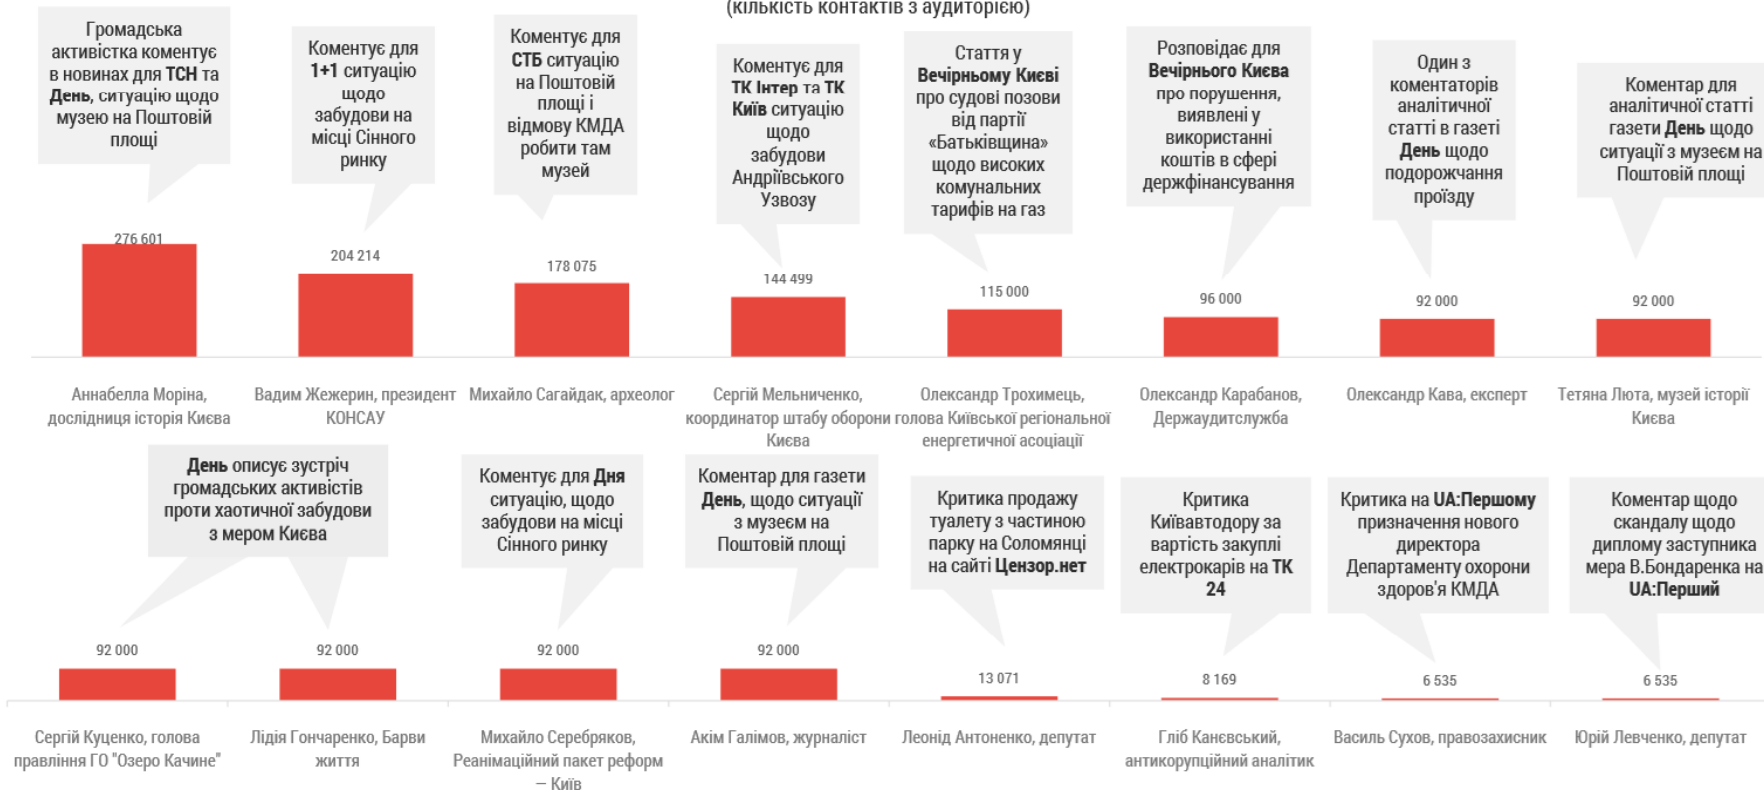 (кількість контактів з аудиторією)
Громадська
активістка коментує
в новинах для ТСН та
День, ситуацію щодо
музею на Поштовій
площі
Коментує для
1+1 ситуацію
щодо
забудови на
місці Сінного
ринку
Коментує для
СТБ ситуацію
на Поштовій
площі і
відмову КМДА
робити там
музей
Коментує для
ТК Інтер та ТК
Київ ситуацію
щодо
забудови
Андріївського
Узвозу
Стаття у
Вечірньому Києві
про судові позови
від партії
«Батьківщина»
щодо високих
комунальних
тарифів на газ
Розповідає для
Вечірнього Києва
про порушення,
виявлені у
використанні
коштів в сфері
держфінансування
Один з
коментаторів
аналітичної
статті в газеті
День щодо
подорожчання
проїзду
Коментар для
аналітичної статті
газети День щодо
ситуації з музеєм на
Поштовій площі
276 601
204 214
178 075
144 499
115 000
96 000
92 000
92 000
Аннабелла Моріна,
дослідниця історія Києва
Вадим Жежерин, президент
КОНСАУ
Михайло Сагайдак, археолог
Сергій Мельниченко,
координатор штабу оборони
Києва
Олександр Трохимець,
голова Київської регіональної
енергетичної асоціації
Олександр Карабанов,
Держаудитслужба
Олександр Кава, експерт
Тетяна Люта, музей історії
Києва
День описує зустріч
громадських активістів
проти хаотичної забудови
з мером Києва
Коментує для Дня
ситуацію, щодо
забудови на місці
Сінного ринку
Коментар для газети
День, щодо ситуації
з музеєм на
Поштовій площі
Критика продажу
туалету з частиною
парку на Соломянці
на сайті Цензор.нет
Критика
Київавтодору за
вартість закуплі
електрокарів на ТК
24
Критика на UA:Першому
призначення нового
директора
Департаменту охорони
здоров'я КМДА
Коментар щодо
скандалу щодо
диплому заступника
мера В.Бондаренка на
UA:Перший
92 000
92 000
92 000
92 000
13 071
8 169
6 535
6 535
Сергій Куценко, голова
правління ГО "Озеро Качине"
Лідія Гончаренко, Барви
життя
Михайло Серебряков,
Реанімаційний пакет реформ
— Київ
Акім Галімов, журналіст
Леонід Антоненко, депутат
Гліб Канєвський,
антикорупційний аналітик
Василь Сухов, правозахисник
Юрій Левченко, депутат